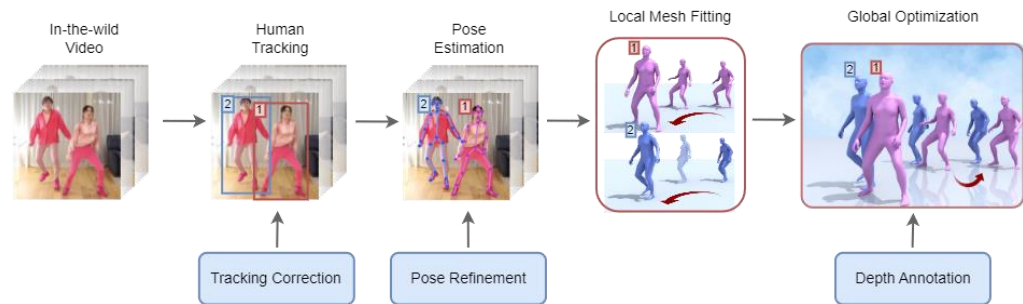 In-the-wild
Video
Human
Tracking
Pose
Estimation
Local Mesh Fitting
Global Optimization
2
1
2
1
1
2
2
1
Tracking Correction
Pose Refinement
Depth Annotation